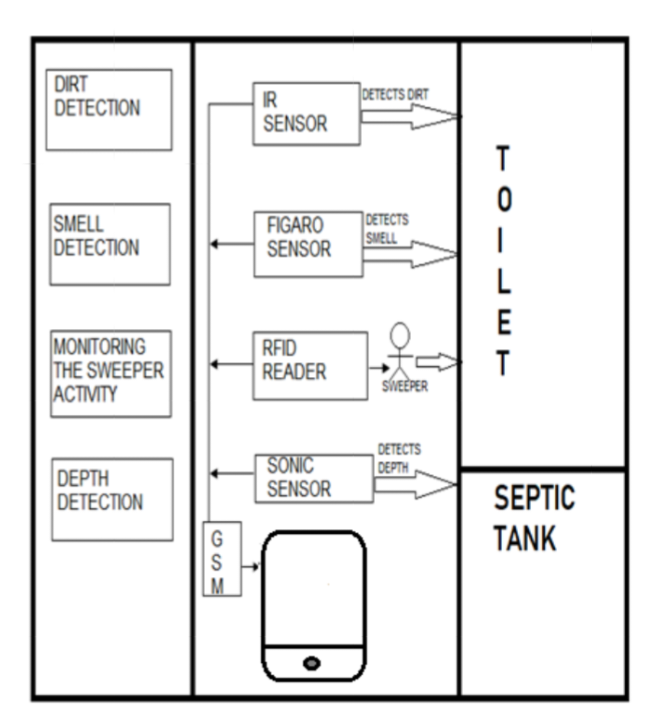 DIRT
DETECTION
SMELL
DETECTION
MONITORING
THE SWEEPER
ACTIVITY
DEPTH
DETECTION
IR
SENSOR
DETECTS DIRT
FIGARO
SENSOR
DETECTS
SMELL
RFID
READER
SWEEPER
SONIC
SENSOR
DETECTS
DEPTH
G
S
M
T
O
I
L
E
T
SEPTIC
TANK